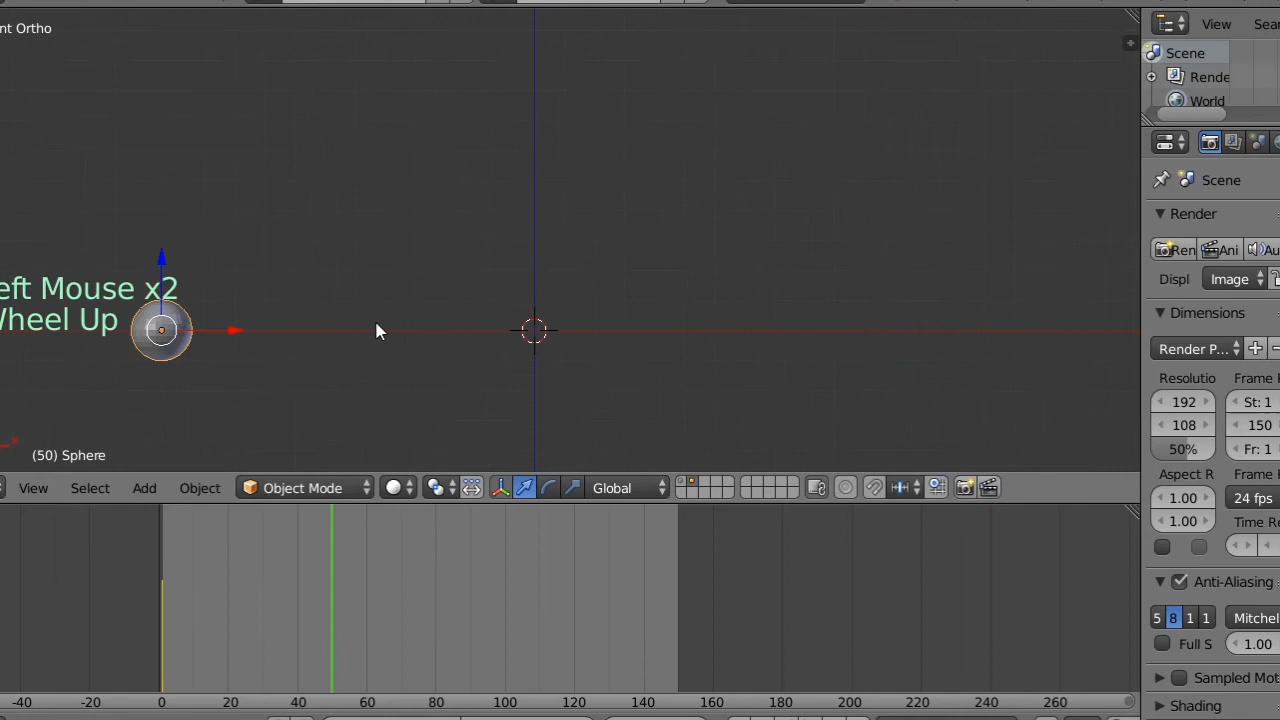 nt Ortho
View
Sea
Scene
Rende
World
Scene
Render
Ren
Ani
Au
Displ
Image
Dimensions
Render P...
Resolutio
Frame F
192
St: 1
108
150
50%
Fr: 1
Aspect R
Frame F
1.00
24 fps
1.00
Time Re
Anti-Aliasing
5 8 1 1
Mitchel
Full S
1.00
Sampled Mot
Shading
eft Mouse x2
Wheel Up
x
(50) Sphere
View
Select
Add
Object
Object Mode
Global
-40 -20 0 20 40 60 80 100 120 140 160 180 200 220 240 260